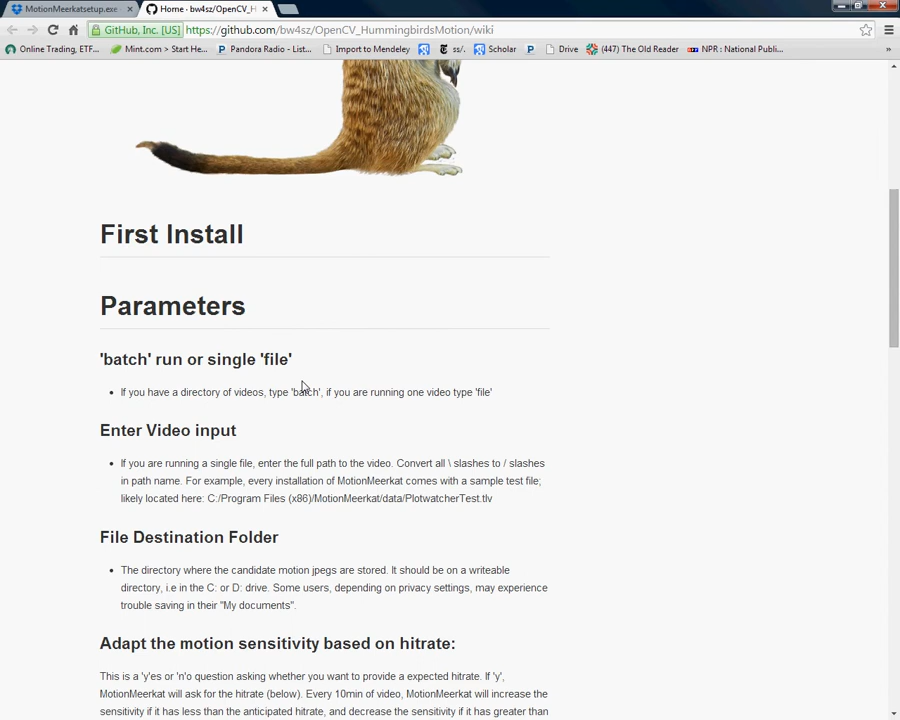 MotionMeerkatsetup.exe
Home - bw4sz/OpenCV_H
GitHub, Inc. [US]
https://github.com/bw4sz/OpenCV_HummingbirdsMotion/wiki
Online Trading, ETF...
Mint.com > Start He...
Pandora Radio - List...
Import to Mendeley
ss/.
Scholar
Drive
(447) The Old Reader
NPR : National Publi...
»
First Install
Parameters
'batch' run or single 'file'
• If you have a directory of videos, type 'batch', if you are running one video type 'file'
Enter Video input
• If you are running a single file, enter the full path to the video. Convert all \ slashes to / slashes
in path name. For example, every installation of MotionMeerkat comes with a sample test file;
likely located here: C:/Program Files (x86)/MotionMeerkat/data/PlotwatcherTest.tlv
File Destination Folder
• The directory where the candidate motion jpegs are stored. It should be on a writeable
directory, i.e in the C: or D: drive. Some users, depending on privacy settings, may experience
trouble saving in their "My documents".
Adapt the motion sensitivity based on hitrate:
This is a 'y'es or 'n'o question asking whether you want to provide a expected hitrate. If 'y',
MotionMeerkat will ask for the hitrate (below). Every 10min of video, MotionMeerkat will increase the
sensitivity if it has less than the anticipated hitrate, and decrease the sensitivity if it has greater than